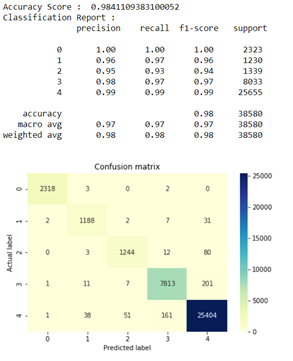 Accuracy Score : 0.9841109383100052
Classification Report :
precision recall f1-score support
0 1.00 1.00 1.00 2323
1 0.96 0.97 0.96 1230
2 0.95 0.93 0.94 1339
3 0.98 0.97 0.97 8033
4 0.99 0.99 0.99 25655
accuracy 0.98 38580
macro avg 0.97 0.97 0.97 38580
weighted avg 0.98 0.98 0.98 38580
Confusion matrix
0 2318 3 0 2 0
1 2 1188 2 7 31
2 0 3 1244 12 80
3 1 11 7 7813 201
4 1 38 51 161 25404
0 1 2 3 4
Actual label
Predicted label
25000
20000
15000
10000
5000
0